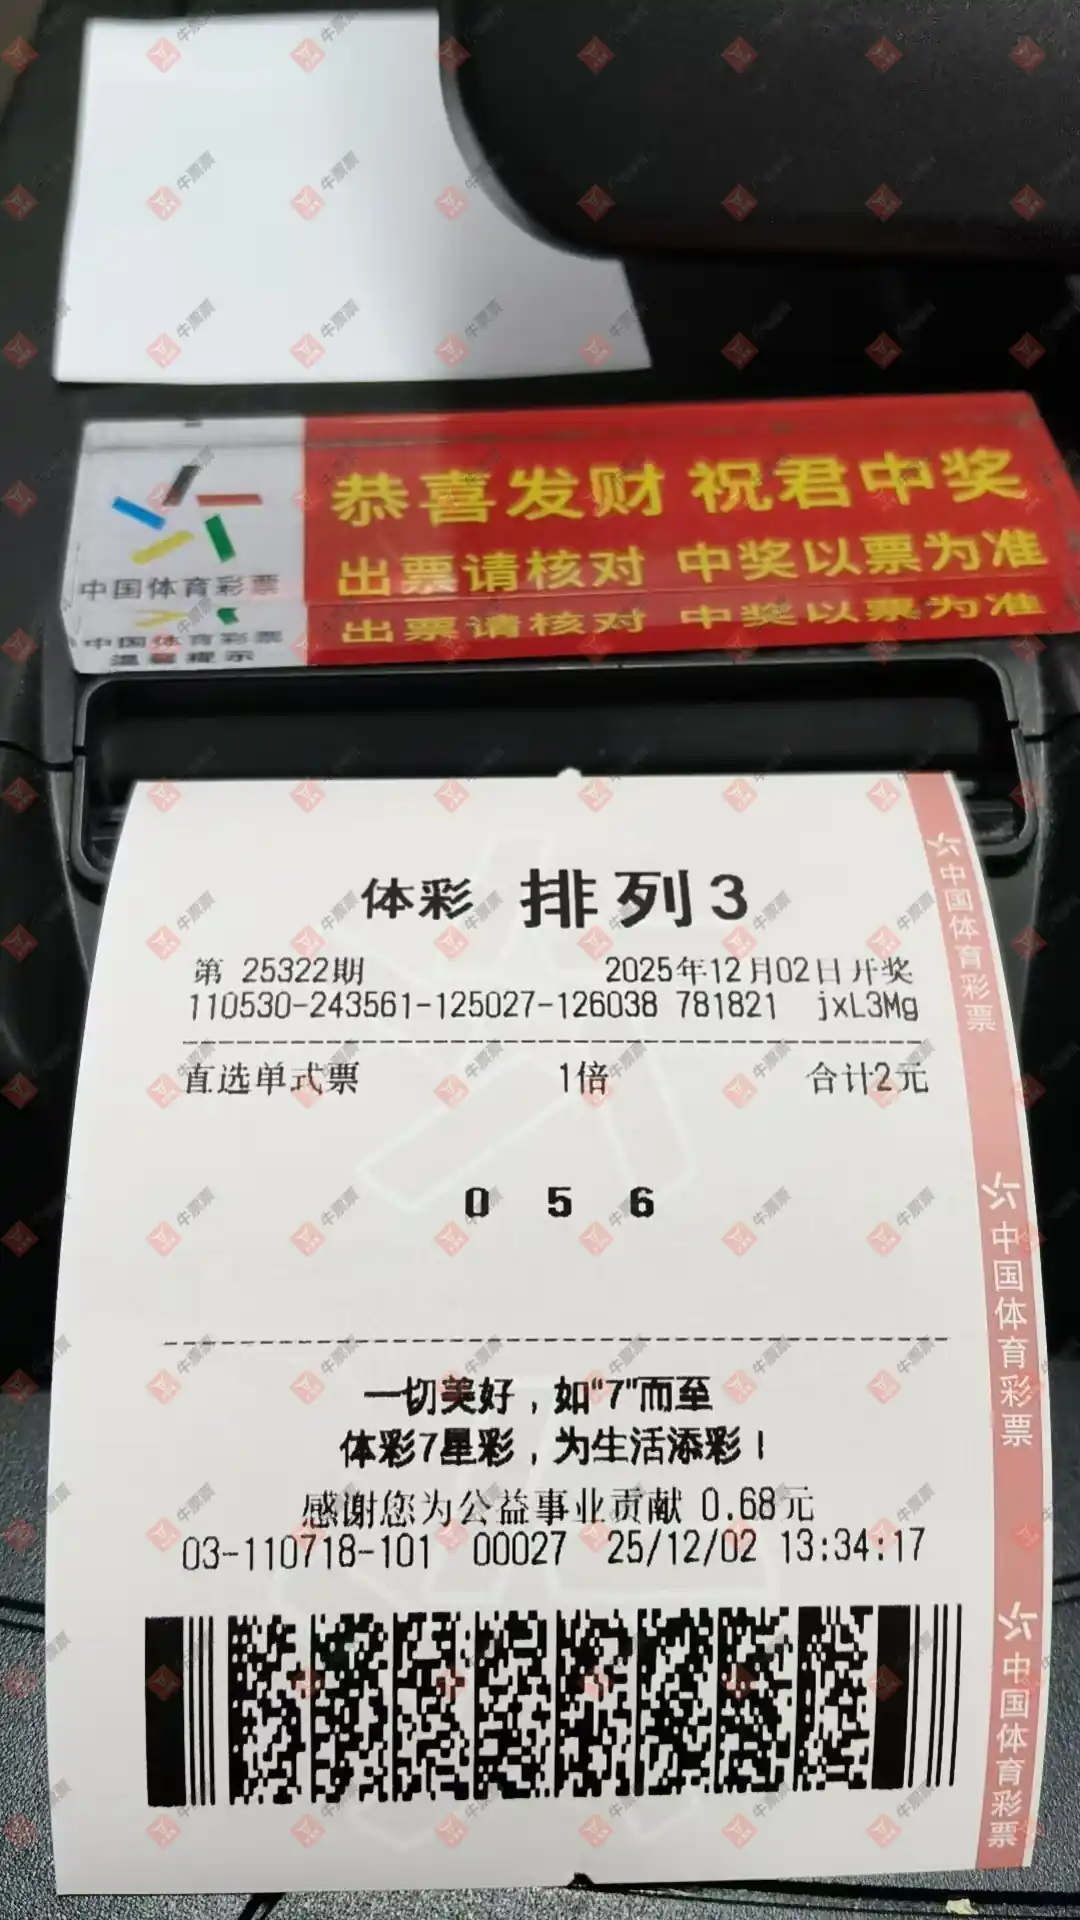 恭喜发财 祝君中奖
中国体育彩票
出票请核对 中奖以票为准
中国体育彩票
温馨提示
出票请核对 中奖以票为准
体彩 排列3
第 25322期 2025年12月02日开奖
110530-243561-125027-126038 781821 jxL3Mg
直选单式票 1倍 合计2元
0 5 6
一切美好，如“7”而至
体彩7星彩，为生活添彩！
感谢您为公益事业贡献 0.68元
03-110718-101 00027 25/12/02 13:34:17
中国体育彩票
中国体育彩票
中国体育彩票
牛票票